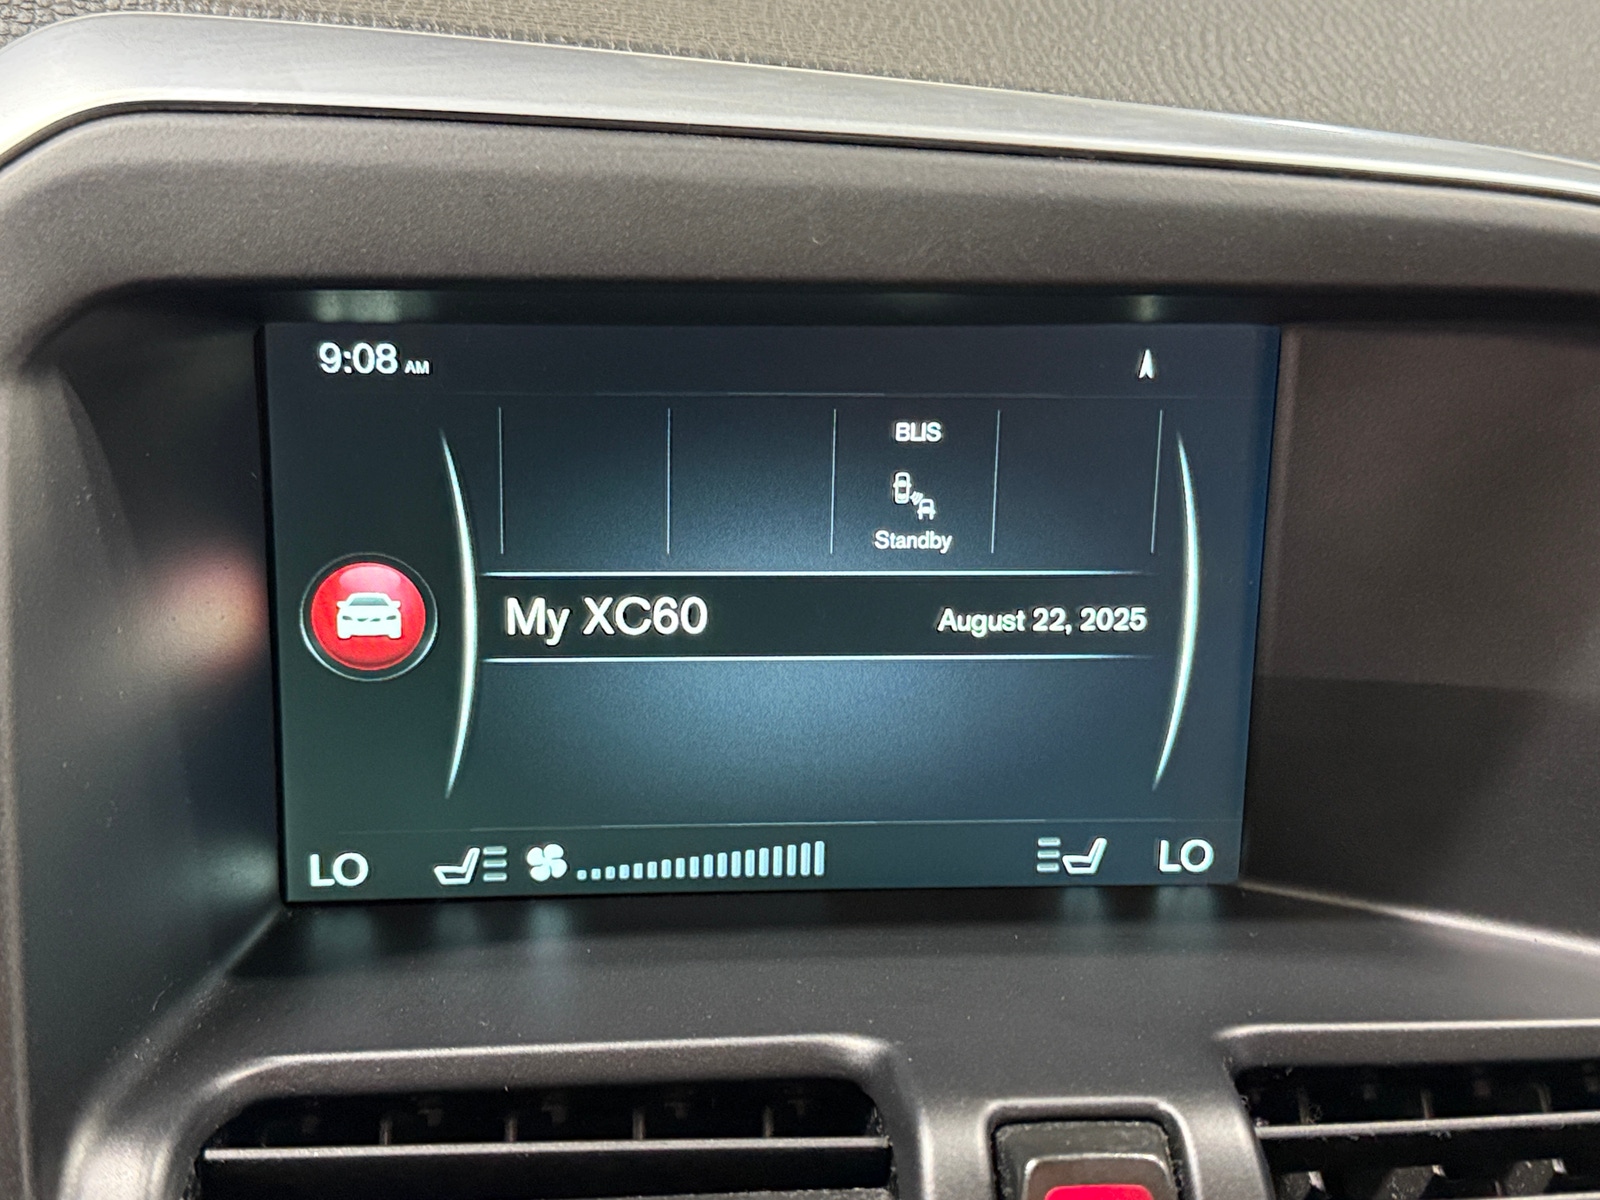 9:08 AM
BLIS
Standby
My XC60
August 22, 2025
LO
LO